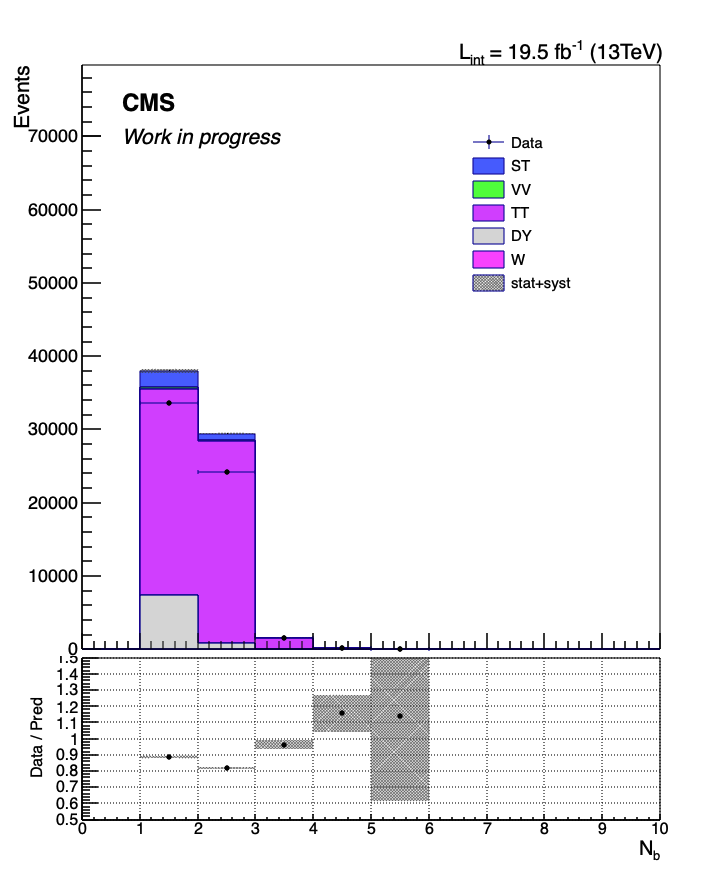 L_int = 19.5 fb^-1 (13TeV)
Events
CMS
Work in progress
70000
60000
50000
40000
30000
20000
10000
0
Data
ST
VV
TT
DY
W
stat+syst
Data / Pred
1.5
1.4
1.3
1.2
1.1
1
0.9
0.8
0.7
0.6
0.5
0 1 2 3 4 5 6 7 8 9 10
N_b